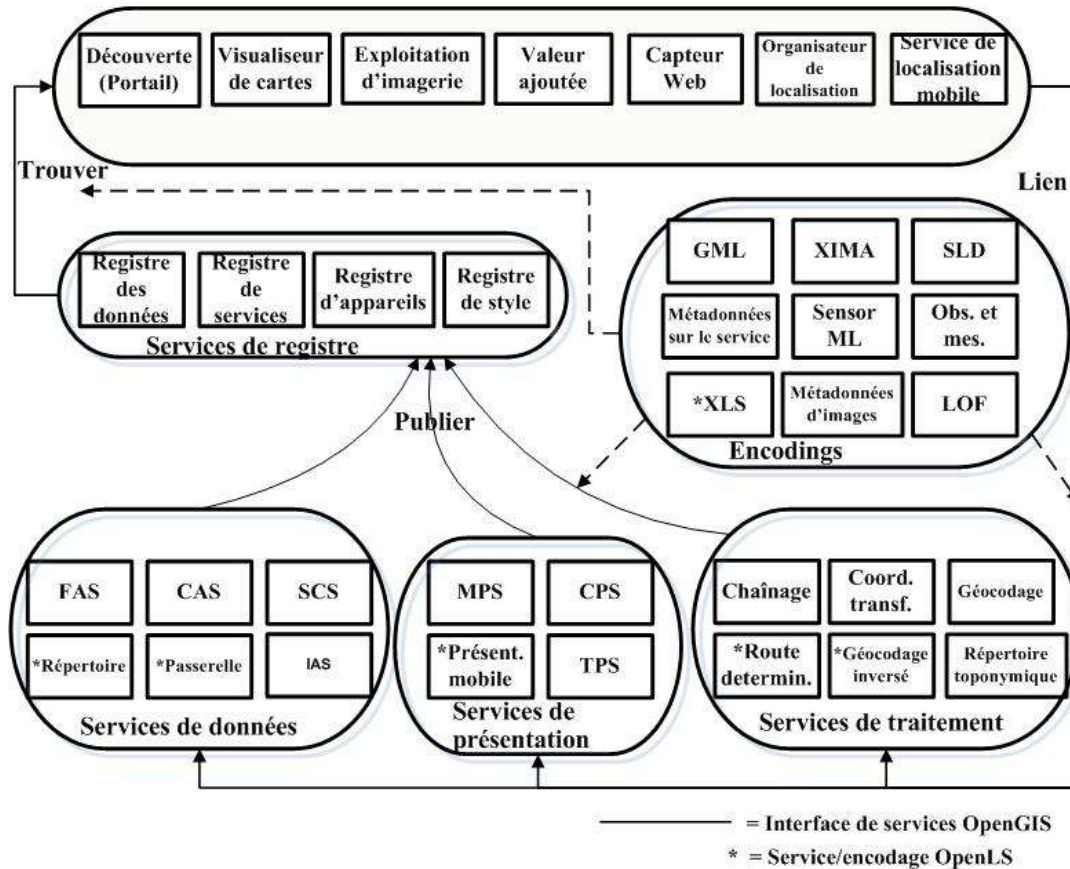 Découverte
(Portail)
Visualiseur
de cartes
Exploitation
d'imagerie
Valeur
ajoutée
Capteur
Web
Organisateur
de
localisation
Service de
localisation
mobile
Trouver
Lien
Registre
des
données
Registre
de
services
Registre
d'appareils
Registre
de style
Services de registre
GML
XIMA
SLD
Métadonnées
sur le service
Sensor
ML
Obs. et
mes.
*XLS
Métadonnées
d'images
LOF
Encodings
Publier
FAS
CAS
SCS
*Répertoire
*Passerelle
IAS
Services de données
MPS
CPS
*Présent.
mobile
TPS
Services de
présentation
Chaînage
Coord.
transf.
Géocodage
*Route
determin.
*Géocodage
inversé
Répertoire
toponymique
Services de traitement
= Interface de services OpenGIS
* = Service/encodage OpenLS